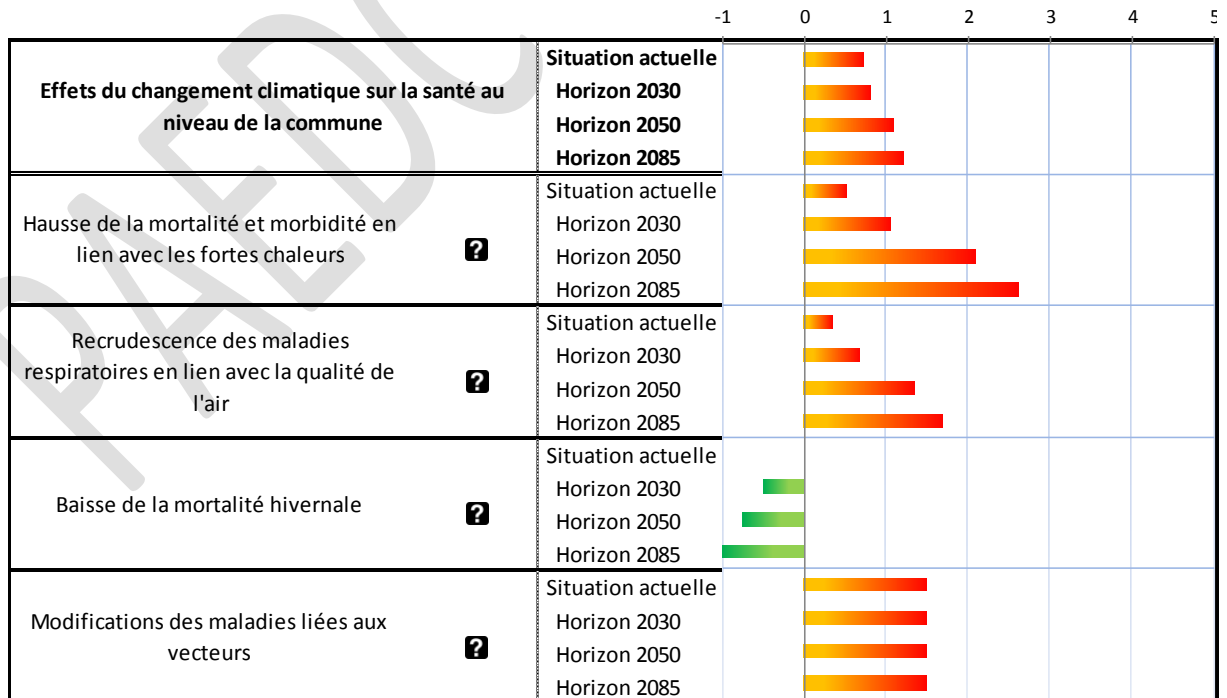 -1 0 1 2 3 4 5
Effets du changement climatique sur la santé au
niveau de la commune
Situation actuelle
Horizon 2030
Horizon 2050
Horizon 2085
Hausse de la mortalité et morbidité en
lien avec les fortes chaleurs
?
Situation actuelle
Horizon 2030
Horizon 2050
Horizon 2085
Recrudescence des maladies
respiratoires en lien avec la qualité de
l'air
?
Situation actuelle
Horizon 2030
Horizon 2050
Horizon 2085
Baisse de la mortalité hivernale
?
Situation actuelle
Horizon 2030
Horizon 2050
Horizon 2085
Modifications des maladies liées aux
vecteurs
?
Situation actuelle
Horizon 2030
Horizon 2050
Horizon 2085
PAEDC